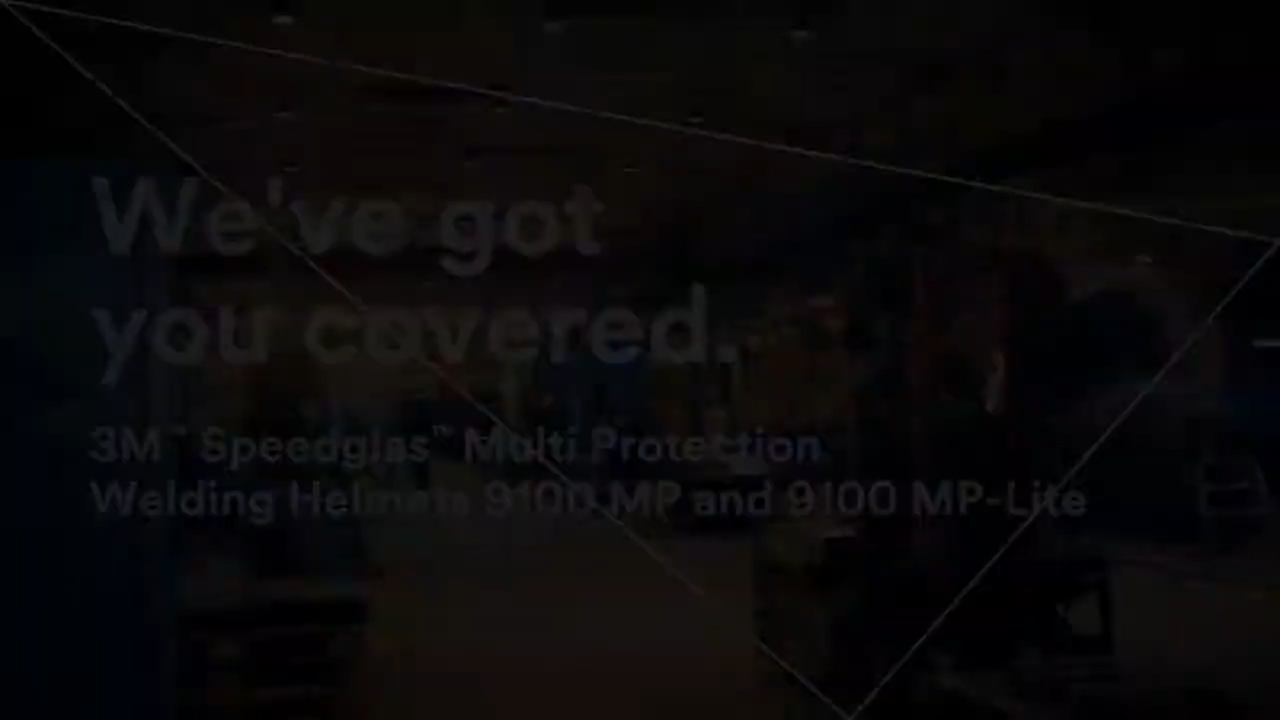 We've got
you covered.
3M™ Speedglas™ Multi Protection
Welding Helmets 9100 MP and 9100 MP-Lite